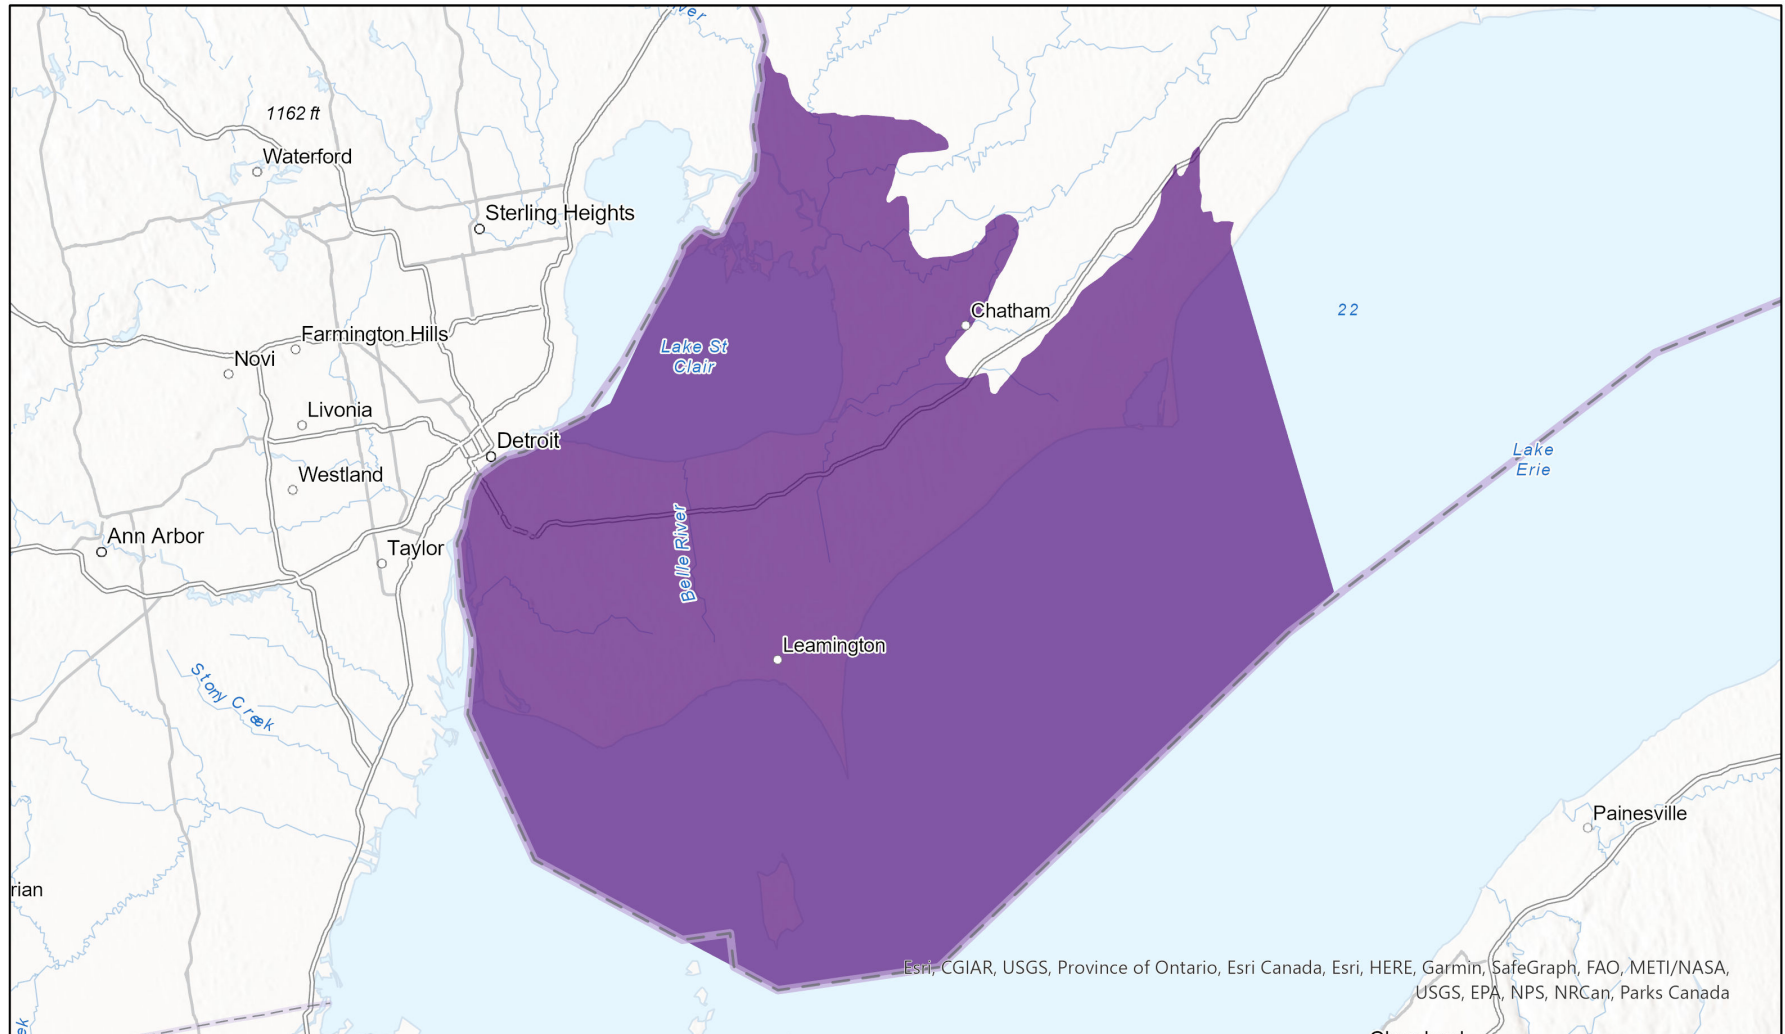 1162 ft
Waterford
Sterling Heights
Chatham
22
Farmington Hills
Lake St
Clair
Novi
Livonia
Detroit
Lake
Erie
Westland
Ann Arbor
Taylor
Belle River
Leamington
Stony Creek
Painesville
rian
Esri, CGIAR, USGS, Province of Ontario, Esri Canada, Esri, HERE, Garmin, SafeGraph, FAO, METI/NASA,
USGS, EPA, NPS, NRCan, Parks Canada